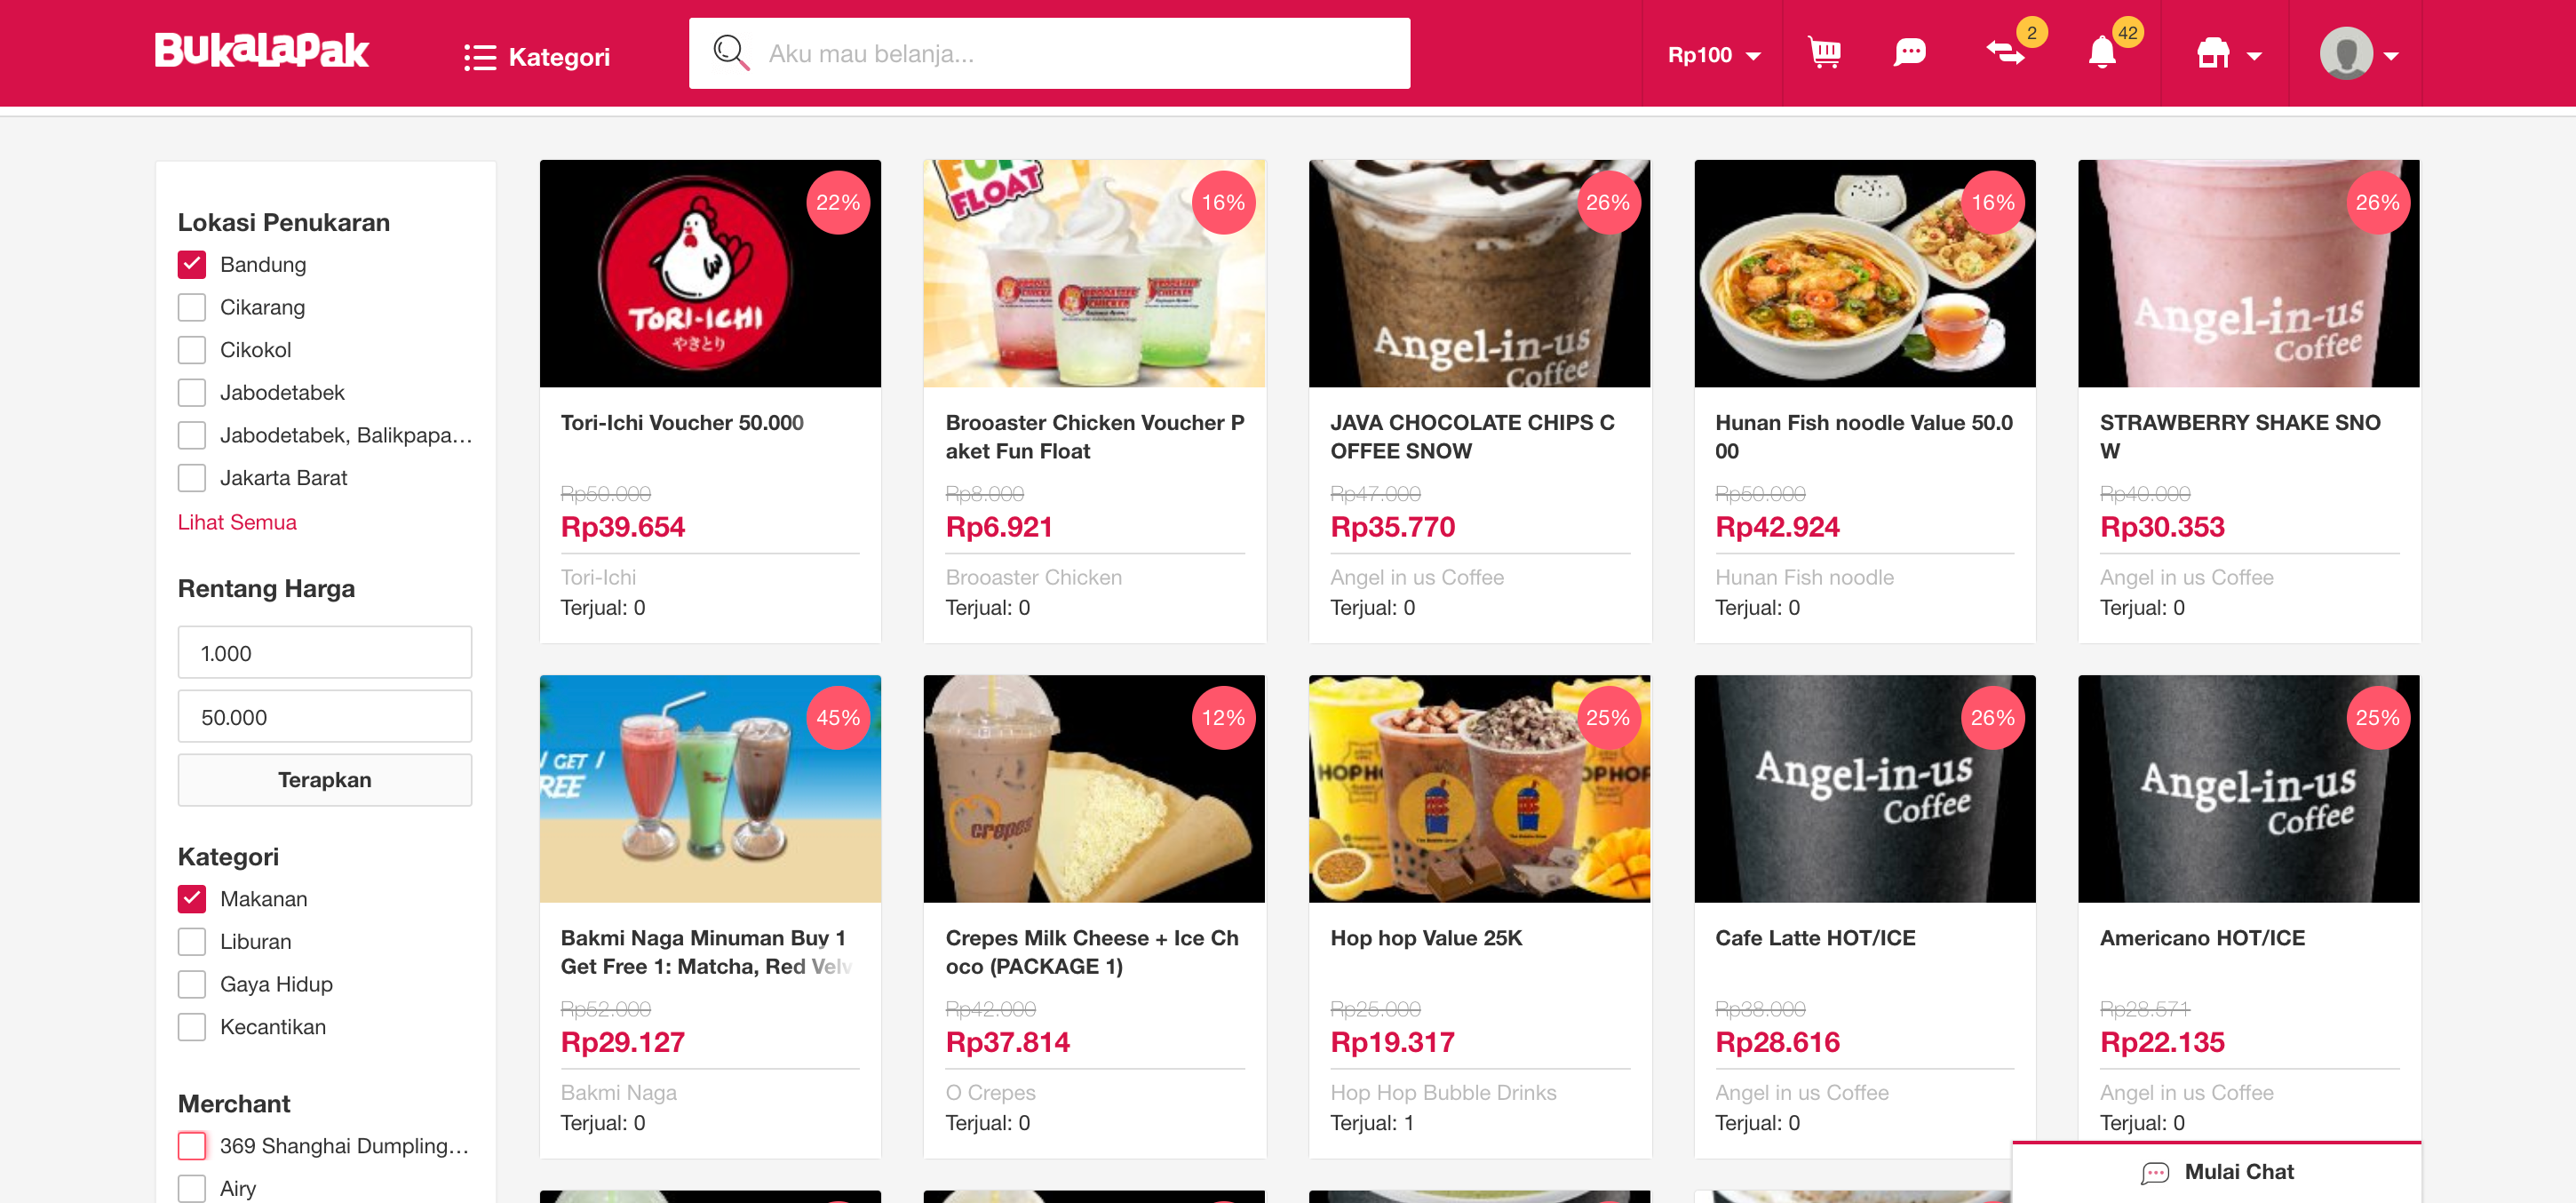 BukaLapak
Kategori
Aku mau belanja...
Rp100
2
42
Lokasi Penukaran
Bandung
Cikarang
Cikokol
Jabodetabek
Jabodetabek, Balikpapa...
Jakarta Barat
Lihat Semua
Rentang Harga
1.000
50.000
Terapkan
Kategori
Makanan
Liburan
Gaya Hidup
Kecantikan
Merchant
369 Shanghai Dumpling...
Airy
22%
TORI-ICHI
やきとり
Tori-Ichi Voucher 50.000
Rp50.000
Rp39.654
Tori-Ichi
Terjual: 0
FLOAT
16%
BROOASTER
CHICKEN
Brooaster Chicken Voucher P
aket Fun Float
Rp8.000
Rp6.921
Brooaster Chicken
Terjual: 0
26%
Angel-in-us
Coffee
JAVA CHOCOLATE CHIPS C
OFFEE SNOW
Rp47.000
Rp35.770
Angel in us Coffee
Terjual: 0
16%
Hunan Fish noodle Value 50.0
00
Rp50.000
Rp42.924
Hunan Fish noodle
Terjual: 0
26%
Angel-in-us
Coffee
STRAWBERRY SHAKE SNO
W
Rp40.000
Rp30.353
Angel in us Coffee
Terjual: 0
45%
GET 1
REE
Bakmi Naga Minuman Buy 1
Get Free 1: Matcha, Red Velv
Rp52.000
Rp29.127
Bakmi Naga
Terjual: 0
12%
crepes
Crepes Milk Cheese + Ice Ch
oco (PACKAGE 1)
Rp42.000
Rp37.814
O Crepes
Terjual: 0
25%
HOPH
OPHOP
Hop hop Value 25K
Rp25.000
Rp19.317
Hop Hop Bubble Drinks
Terjual: 1
26%
Angel-in-us
Coffee
Cafe Latte HOT/ICE
Rp38.000
Rp28.616
Angel in us Coffee
Terjual: 0
25%
Angel-in-us
Coffee
Americano HOT/ICE
Rp28.571
Rp22.135
Angel in us Coffee
Terjual: 0
Mulai Chat